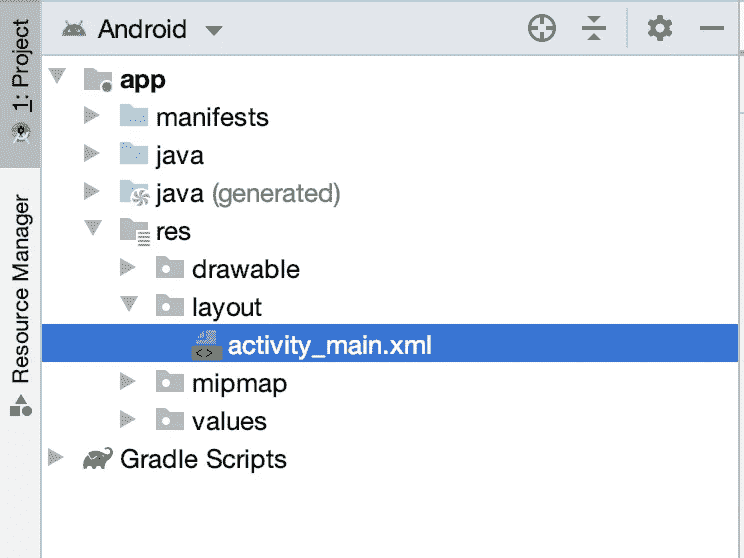 1: Project
Resource Manager
Android
app
manifests
java
java (generated)
res
drawable
layout
activity_main.xml
mipmap
values
Gradle Scripts